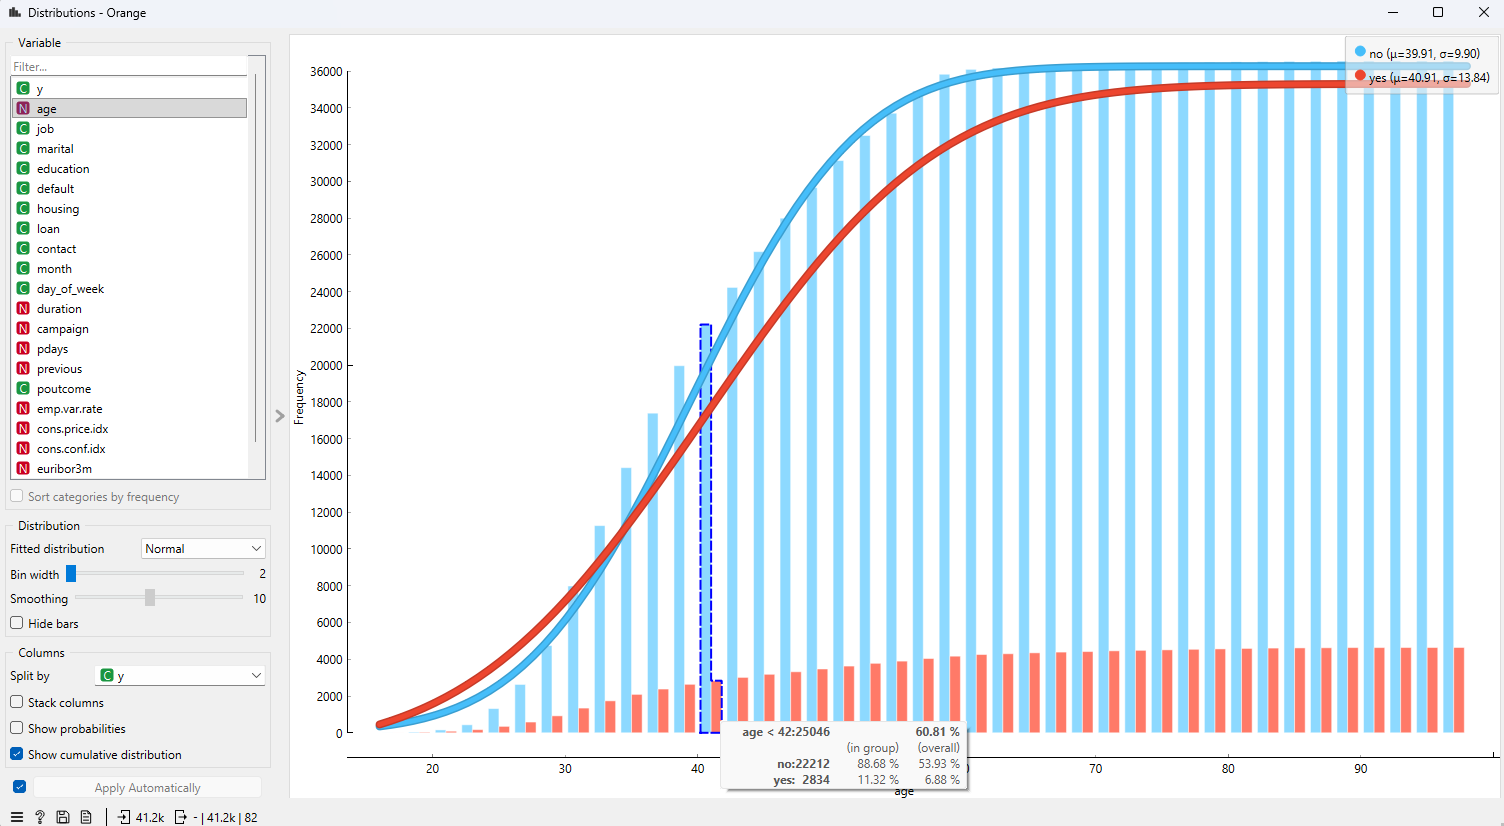 Distributions - Orange
Variable
Filter...
C y
N age
C job
C marital
C education
C default
C housing
C loan
C contact
C month
C day_of_week
N duration
N campaign
N pdays
N previous
C poutcome
N emp.var.rate
N cons.price.idx
N cons.conf.idx
N euribor3m
Sort categories by frequency
Distribution
Fitted distribution Normal
Bin width 2
Smoothing 10
Hide bars
Columns
Split by C y
Stack columns
Show probabilities
Show cumulative distribution
Apply Automatically
? 41.2k - | 41.2k | 82
no (μ=39.91, σ=9.90)
yes (μ=40.91, σ=13.84)
Frequency
36000
34000
32000
30000
28000
26000
24000
22000
20000
18000
16000
14000
12000
10000
8000
6000
4000
2000
0
age < 42:25046 60.81 %
(in group) (overall)
no:22212 88.68 % 53.93 %
yes: 2834 11.32 % 6.88 %
20 30 40 70 80 90
age